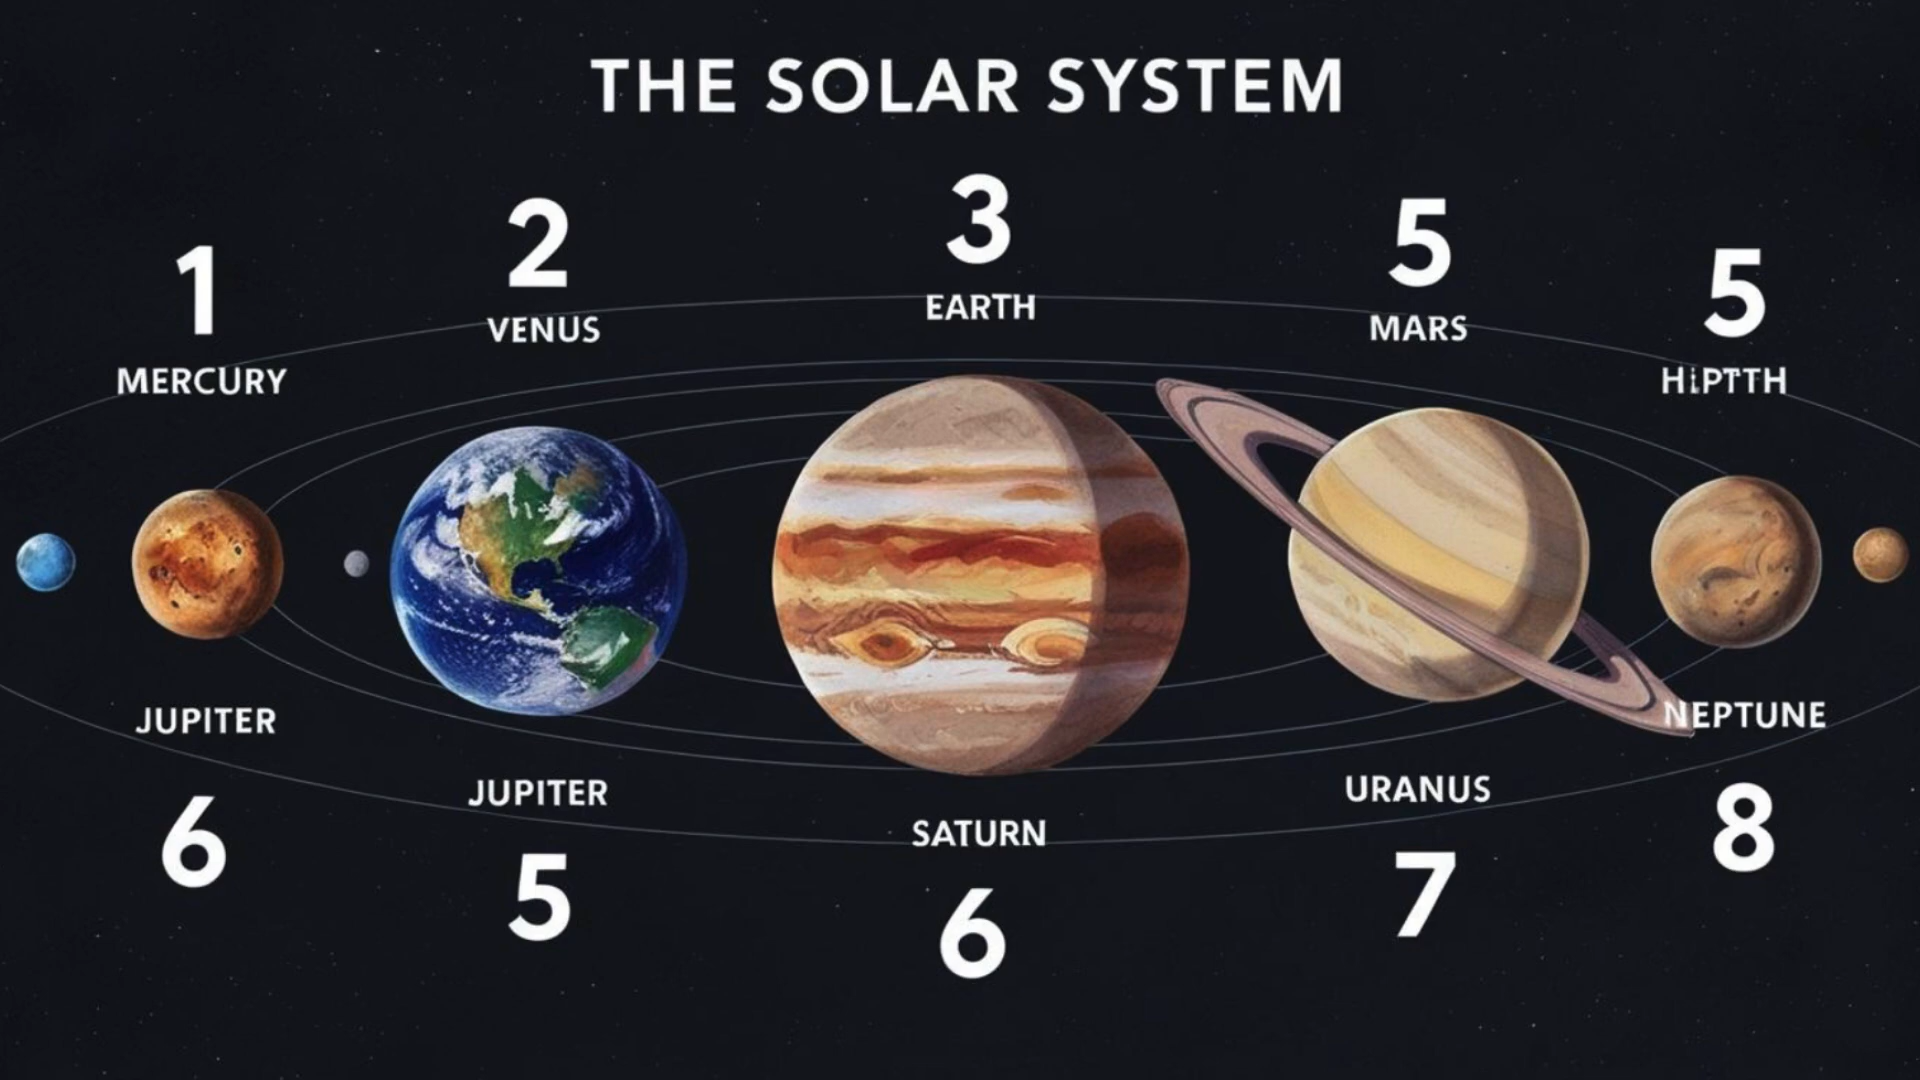 THE SOLAR SYSTEM
1
MERCURY
2
VENUS
3
EARTH
5
MARS
5
HIPTTH
JUPITER
6
JUPITER
5
SATURN
6
URANUS
7
NEPTUNE
8